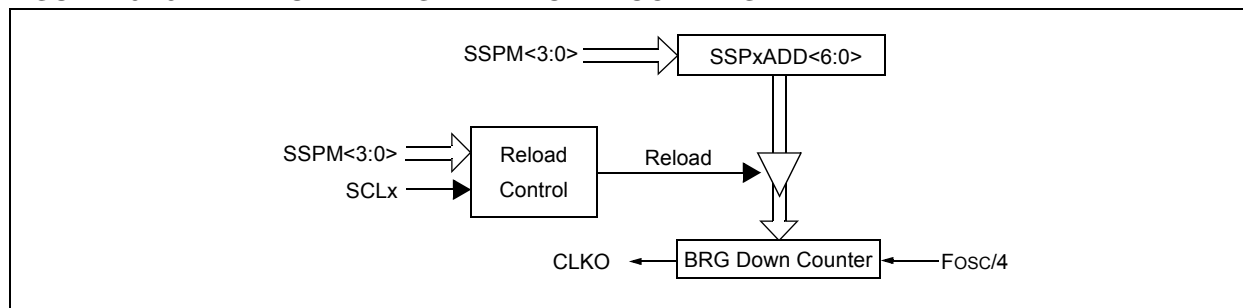 SSPM<3:0>
SSPxADD<6:0>
SSPM<3:0>
SCLx
Reload
Control
Reload
CLKO
BRG Down Counter
FOSC/4